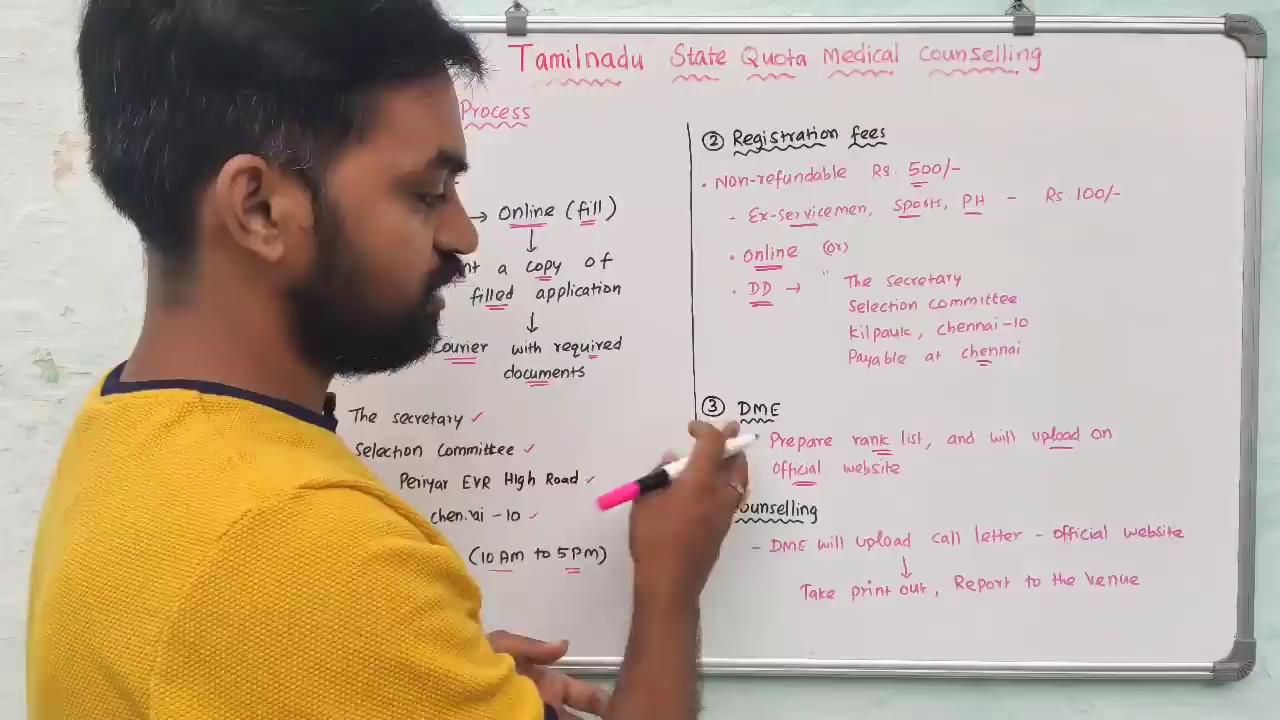 Tamilnadu State Quota Medical Counselling
Process
→ Online (fill)
↓
a copy of
filled application
↓
Courier with required
documents
The secretary ✓
Selection Committee ✓
Periyar EVR High Road ✓
chennai -10 ✓
(10 AM to 5 PM)
② Registration fees
• Non-refundable Rs. 500/-
- Ex-servicemen, Sports, PH - Rs. 100/-
• Online (or)
• DD → " The secretary
Selection committee
Kilpauk, chennai-10
Payable at chennai
③ DME
Prepare rank list, and will upload on
official website
ounselling
- DME will upload call letter - official website
↓
Take print out, Report to the venue